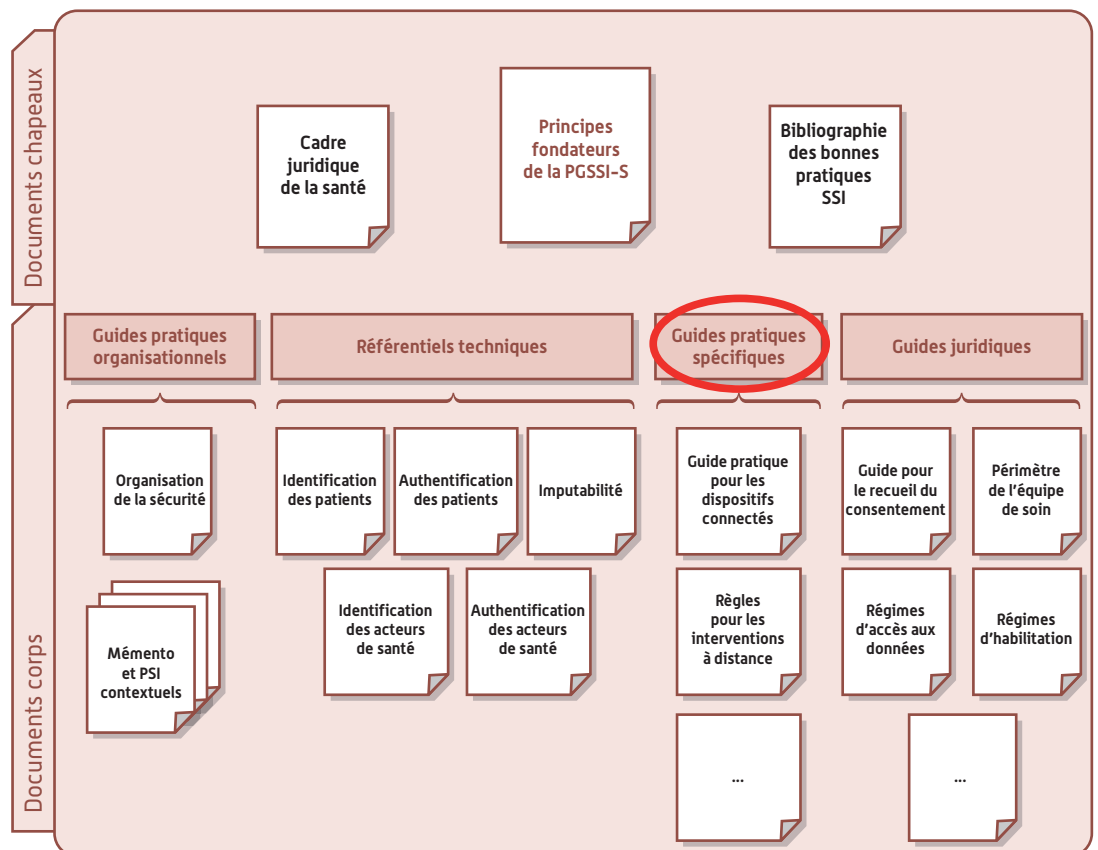 Documents chapeaux
Cadre
juridique
de la santé
Principes
fondateurs
de la PGSSI-S
Bibliographie
des bonnes
pratiques
SSI
Documents corps
Guides pratiques
organisationnels
Référentiels techniques
Guides pratiques
spécifiques
Guides juridiques
Organisation
de la sécurité
Mémento
et PSI
contextuels
Identification
des patients
Authentification
des patients
Imputabilité
Identification
des acteurs
de santé
Authentification
des acteurs
de santé
Guide pratique
pour les
dispositifs
connectés
Règles
pour les
interventions
à distance
...
Guide pour
le recueil du
consentement
Périmètre
de l'équipe
de soin
Régimes
d'accès aux
données
Régimes
d'habilitation
...